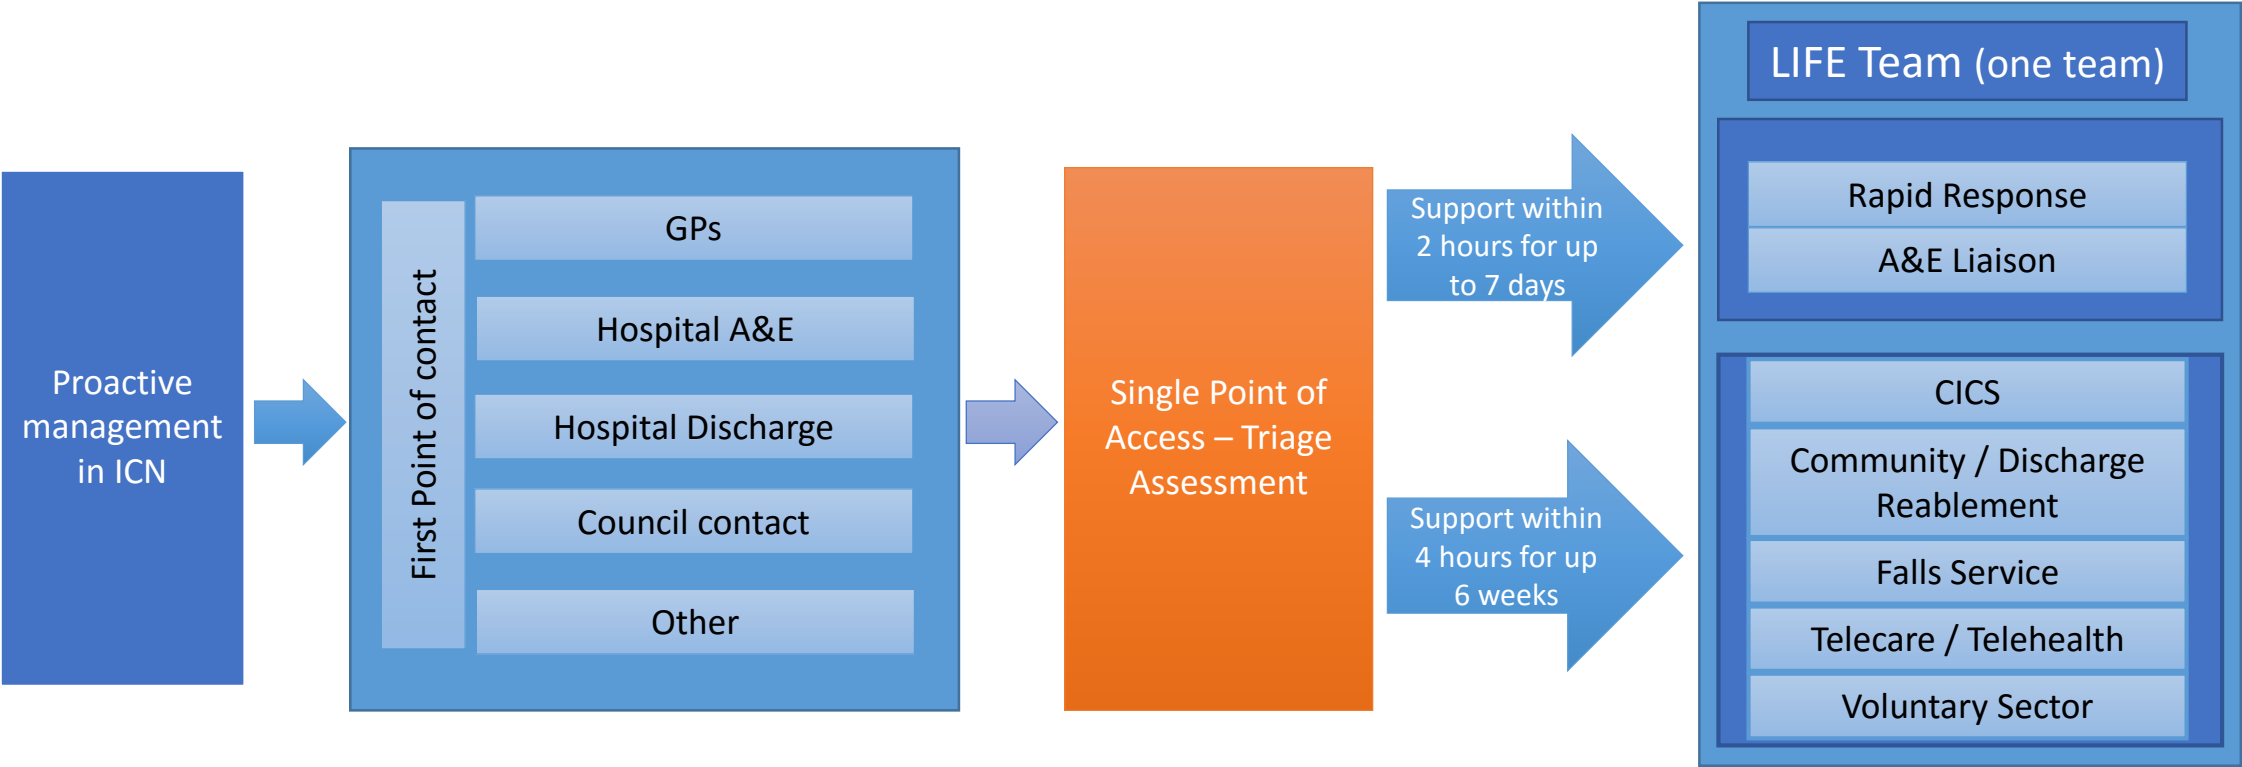 Proactive
management
in ICN
First Point of contact
GPs
Hospital A&E
Hospital Discharge
Council contact
Other
Single Point of
Access – Triage
Assessment
Support within
2 hours for up
to 7 days
Support within
4 hours for up
6 weeks
LIFE Team (one team)
Rapid Response
A&E Liaison
CICS
Community / Discharge
Reablement
Falls Service
Telecare / Telehealth
Voluntary Sector